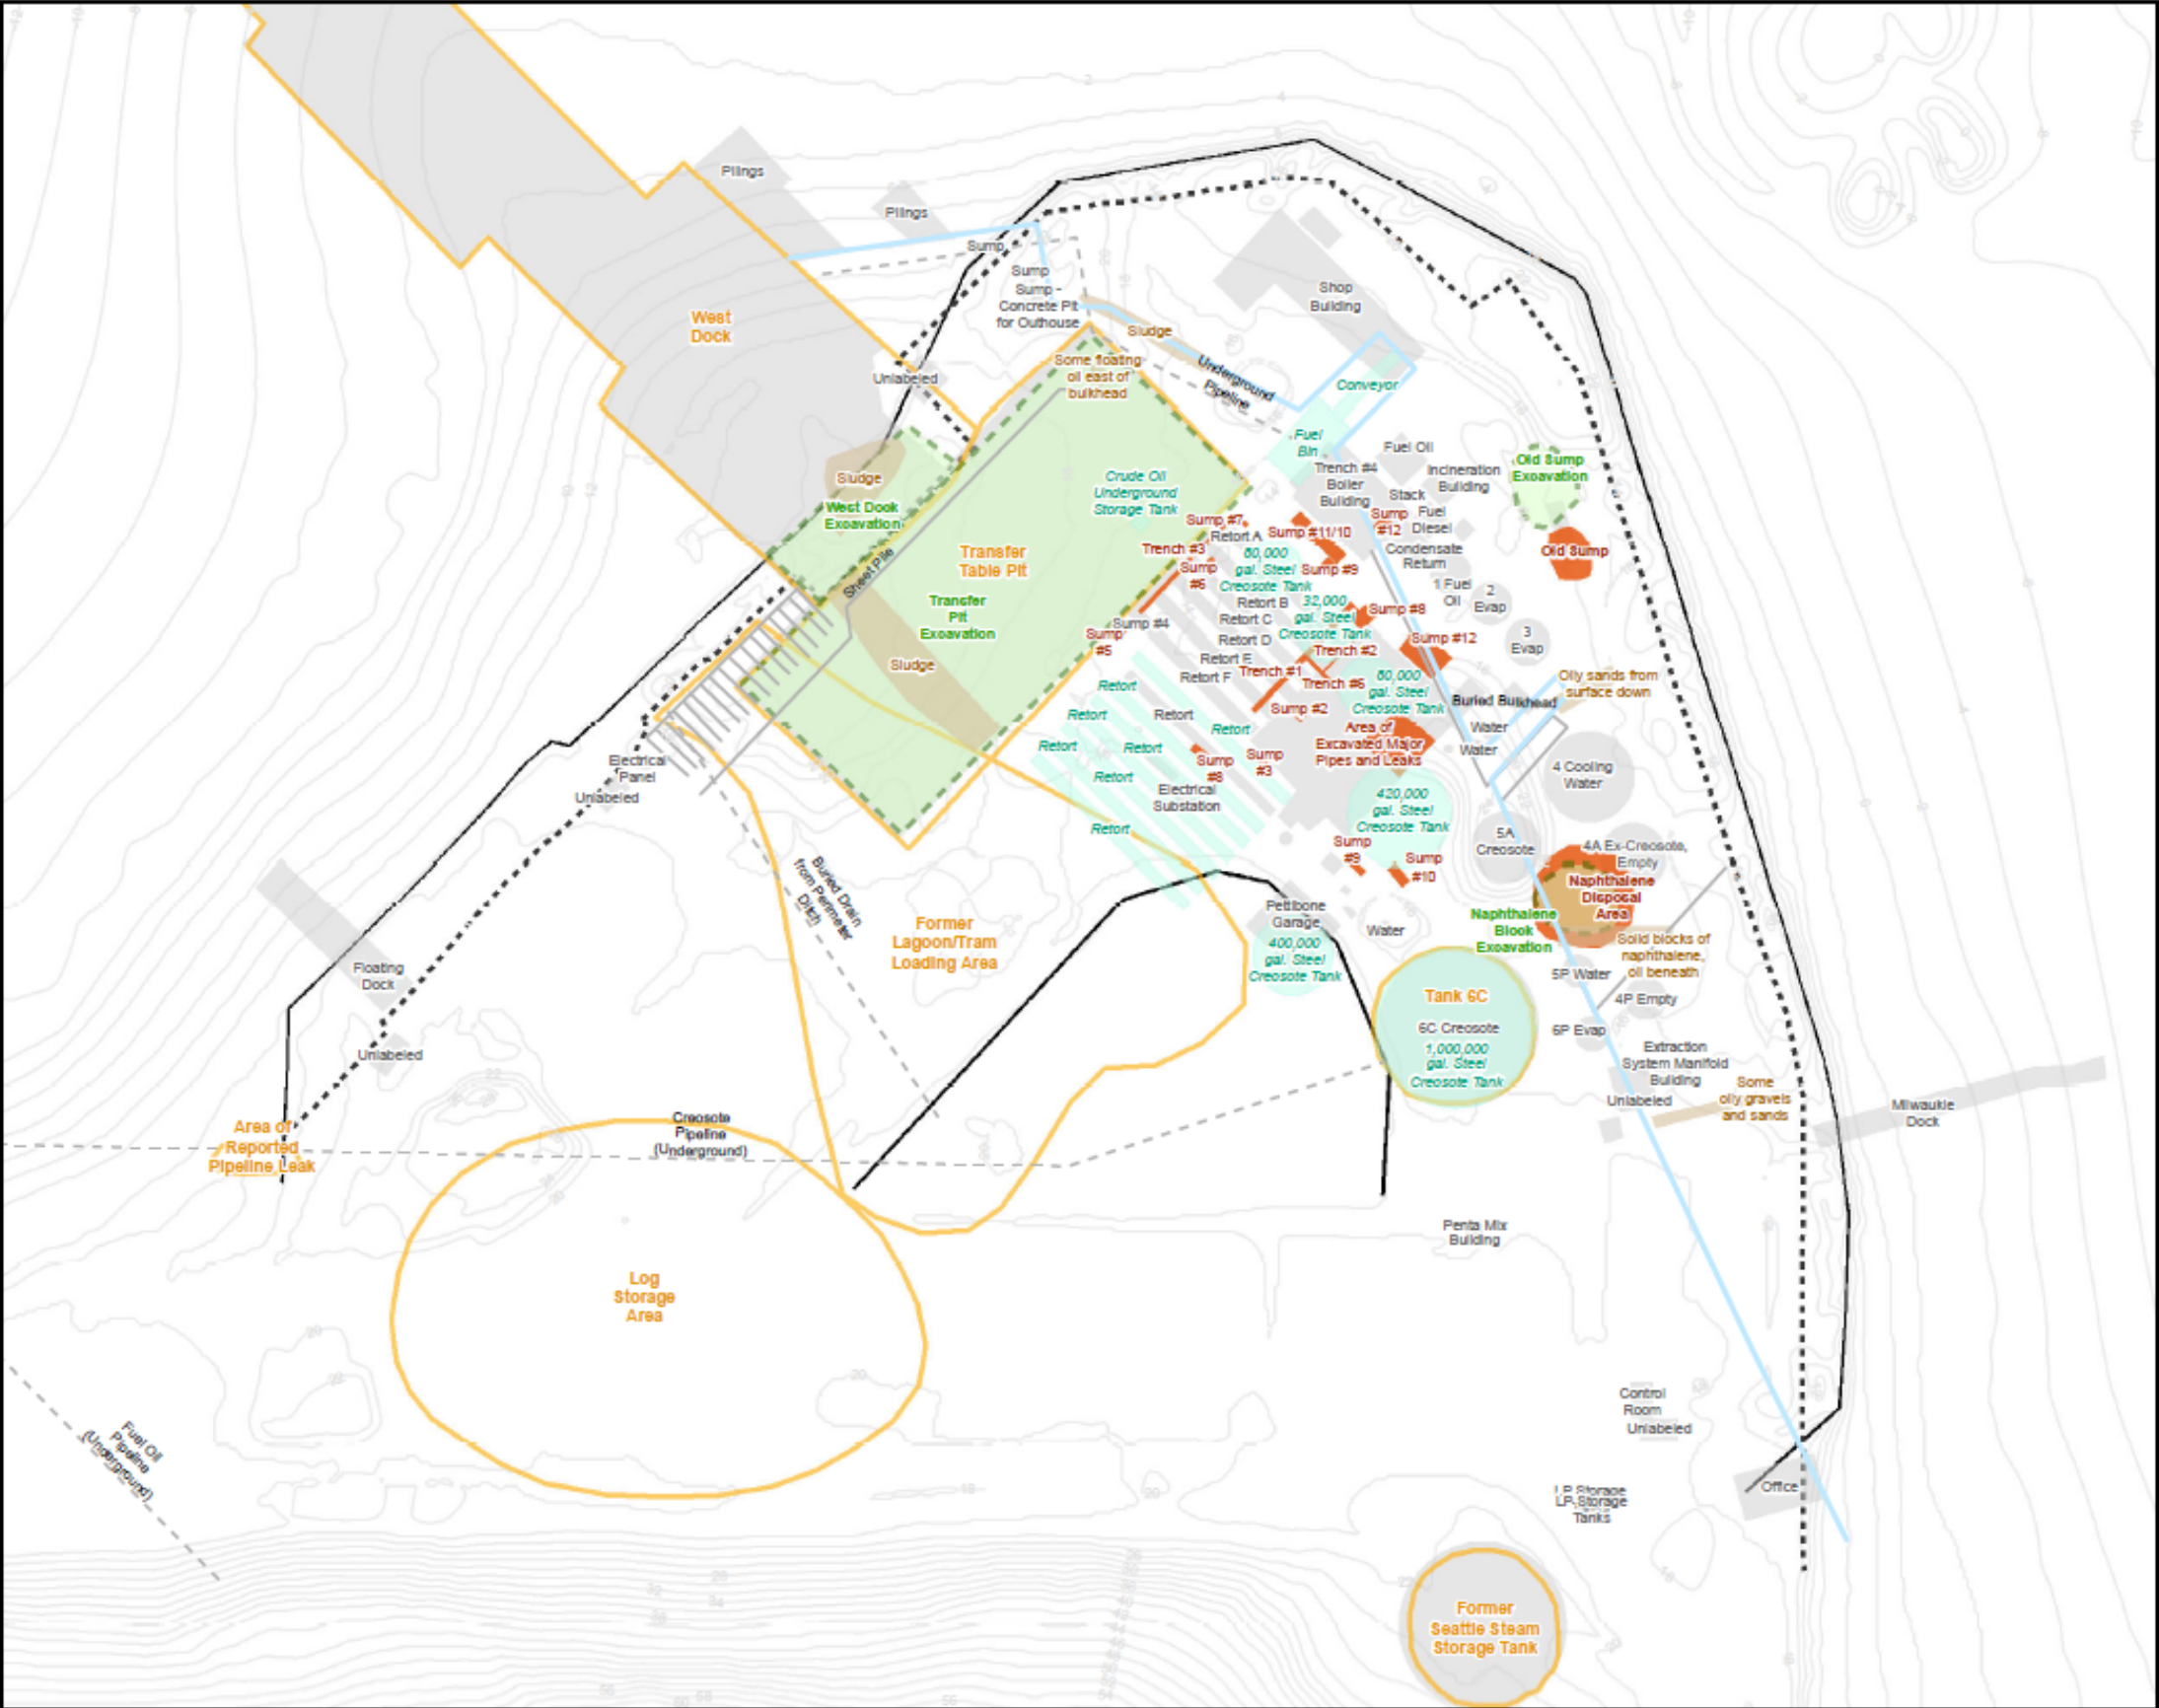 Pilings
Pilings
Sump
Sump
Sump -
Concrete Pit
for Outhouse
West
Dock
Shop
Building
Sludge
Unlabeled
Some floating
oil east of
bulkhead
Underground
Pipeline
Conveyor
Fuel
Bin
Fuel Oil
Trench #4
Boiler
Building
Incineration
Building
Old Sump
Excavation
Sludge
West Dock
Excavation
Crude Oil
Underground
Storage Tank
Stack
Fuel
Diesel
Sump #7
Retort A
Sump #11/10
Sump
#12
Trench #3
Sump
#6
80,000
gal. Steel
Creosote Tank
Sump #9
Condensate
Return
Old Sump
Sheet Pile
Transfer
Table Pit
Transfer
Pit
Excavation
Sludge
Sump #4
Sump
#5
Retort B
Retort C
Retort D
Retort E
Retort F
32,000
gal. Steel
Creosote Tank
Sump #8
1 Fuel
Oil
2
Evap
3
Evap
Sump #12
Trench #2
Trench #1
Trench #5
Sump #2
80,000
gal. Steel
Creosote Tank
Oily sands from
surface down
Buried Bulkhead
Water
Water
Retort
Retort
Retort
Retort
Retort
Retort
Retort
Retort
Area of
Excavated Major
Pipes and Leaks
Sump
#8
Sump
#3
Electrical
Substation
Electrical
Panel
Unlabeled
4 Cooling
Water
420,000
gal. Steel
Creosote Tank
5A
Creosote
4A Ex-Creosote,
Empty
Sump
#9
Sump
#10
Naphthalene
Disposal
Area
Naphthalene
Block
Excavation
Solid blocks of
naphthalene,
oil beneath
Buried Drain
from Perimeter
Ditch
Former
Lagoon/Tram
Loading Area
Pettibone
Garage
400,000
gal. Steel
Creosote Tank
Water
Floating
Dock
Unlabeled
5P Water
4P Empty
6P Evap
Tank 6C
6C Creosote
1,000,000
gal. Steel
Creosote Tank
Extraction
System Manifold
Building
Unlabeled
Some
oily gravels
and sands
Milwaukie
Dock
Area of
Reported
Pipeline Leak
Creosote
Pipeline
(Underground)
Penta Mix
Building
Log
Storage
Area
Fuel Oil
Pipeline
(Underground)
Control
Room
Unlabeled
Office
LP Storage
LP Storage
Tanks
Former
Seattle Steam
Storage Tank